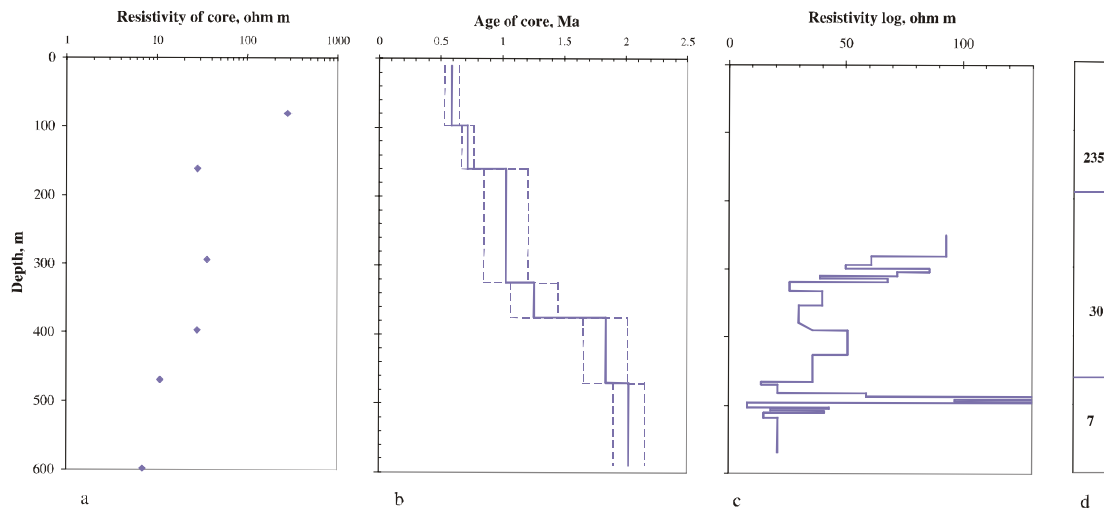 Resistivity of core, ohm m
1 10 100 1000
Depth, m
0
100
200
300
400
500
600
a
Age of core, Ma
0 0.5 1 1.5 2 2.5
b
Resistivity log, ohm m
0 50 100
c
235
30
7
d